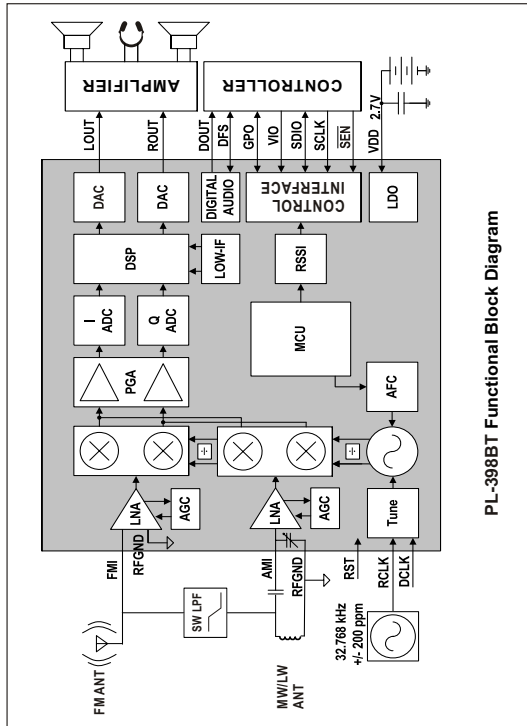 FM ANT
SW LPF
MW/LW
ANT
32.768 kHz
+/- 200 ppm
FMI
RFGND
AMI
RFGND
RST
RCLK
DCLK
LNA
AGC
LNA
AGC
Tune
÷
÷
AFC
PGA
MCU
I
ADC
Q
ADC
DSP
LOW-IF
RSSI
DAC
DAC
DIGITAL
AUDIO
CONTROL
INTERFACE
LDO
LOUT
ROUT
DOUT
DFS
GPO
VIO
SDIO
SCLK
SEN
VDD
2.7V
AMPLIFIER
CONTROLLER
PL-398BT Functional Block Diagram